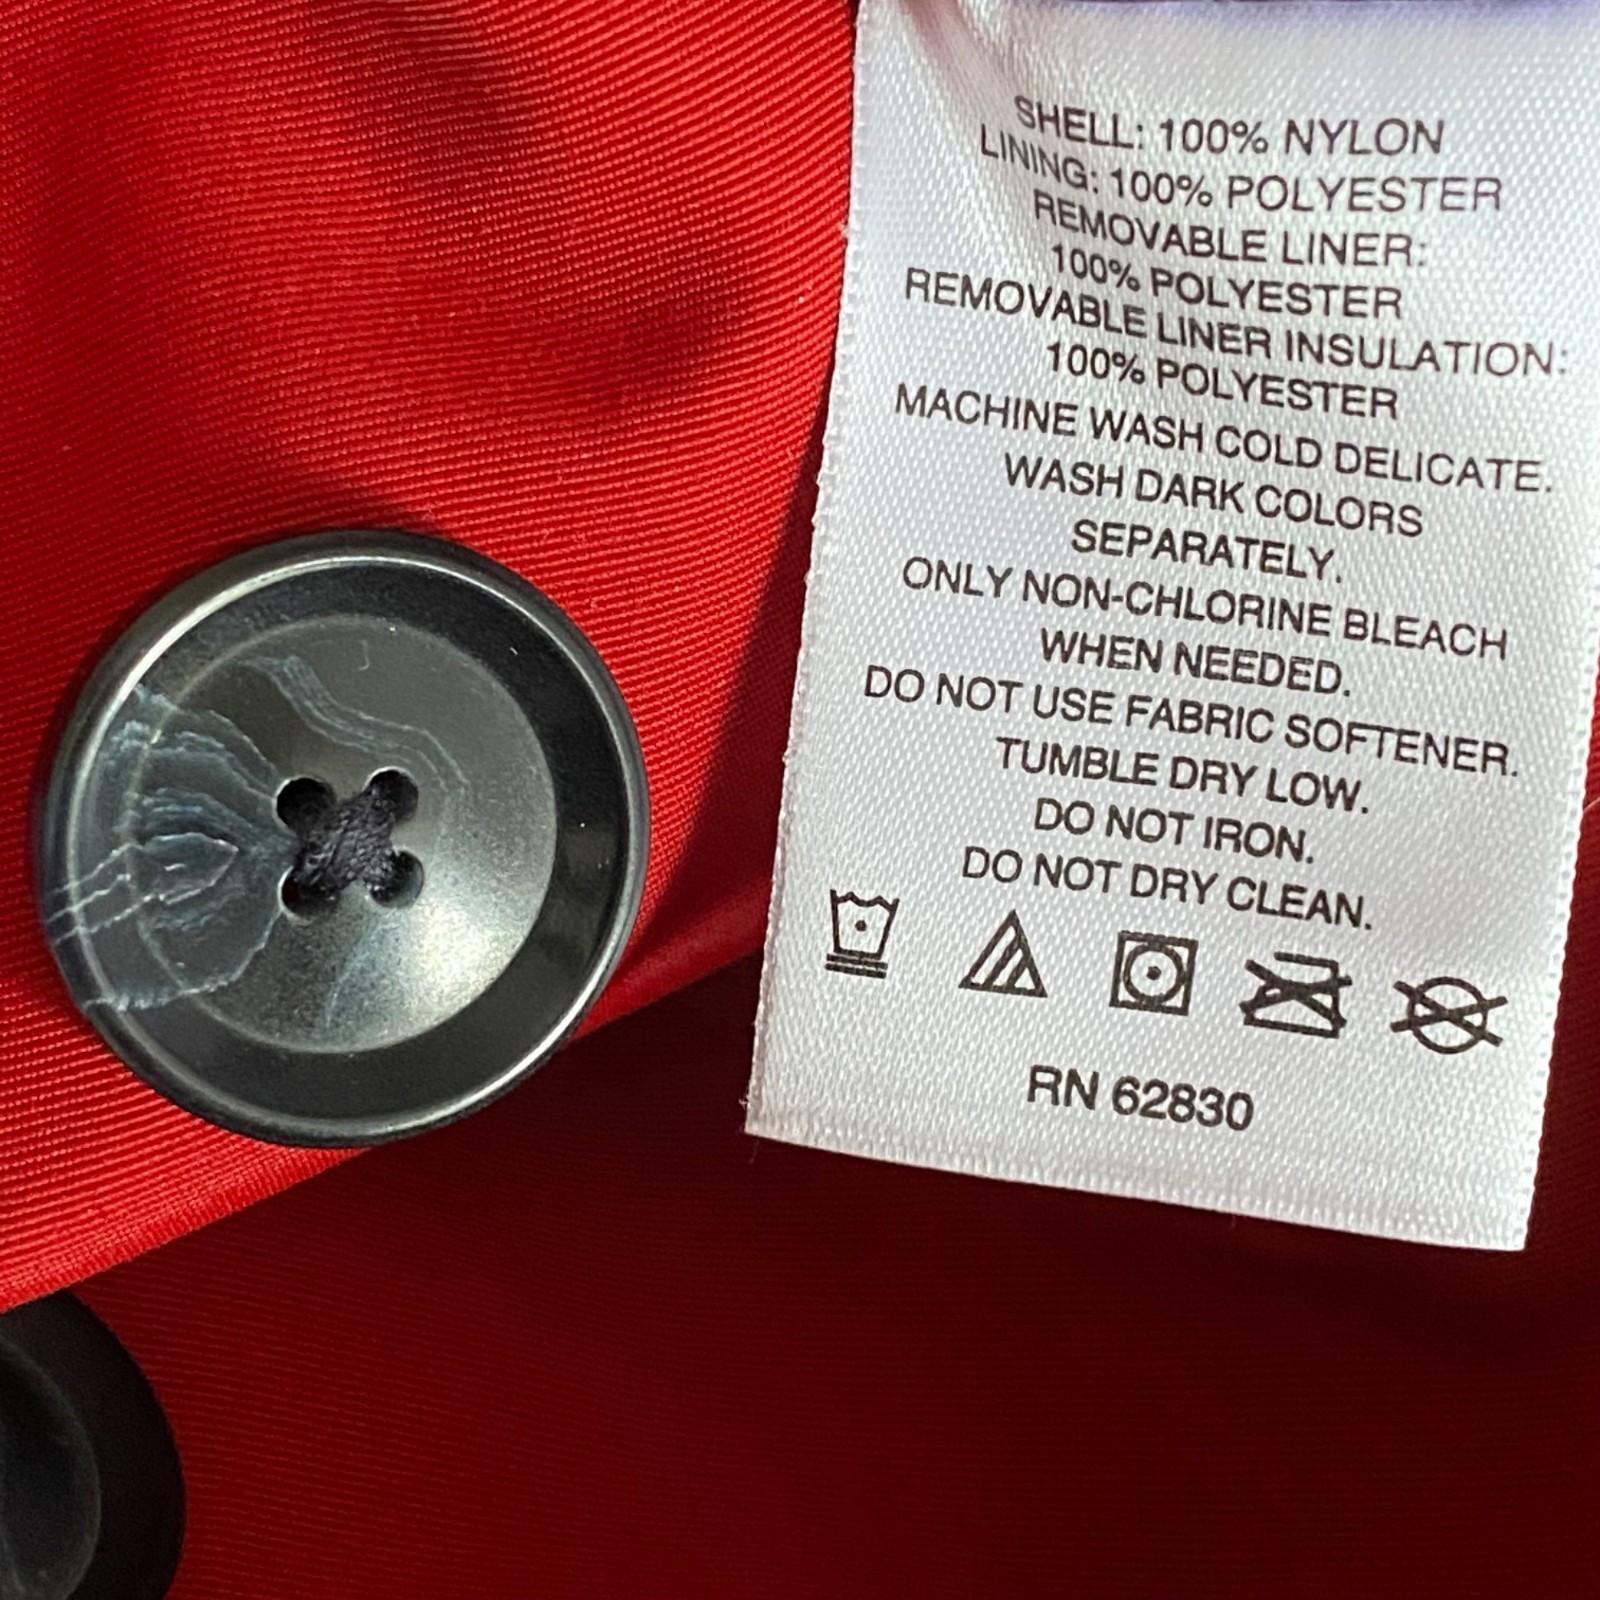 SHELL: 100% NYLON
LINING: 100% POLYESTER
REMOVABLE LINER:
100% POLYESTER
REMOVABLE LINER INSULATION:
100% POLYESTER
MACHINE WASH COLD DELICATE.
WASH DARK COLORS
SEPARATELY.
ONLY NON-CHLORINE BLEACH
WHEN NEEDED.
DO NOT USE FABRIC SOFTENER.
TUMBLE DRY LOW.
DO NOT IRON.
DO NOT DRY CLEAN.
RN 62830